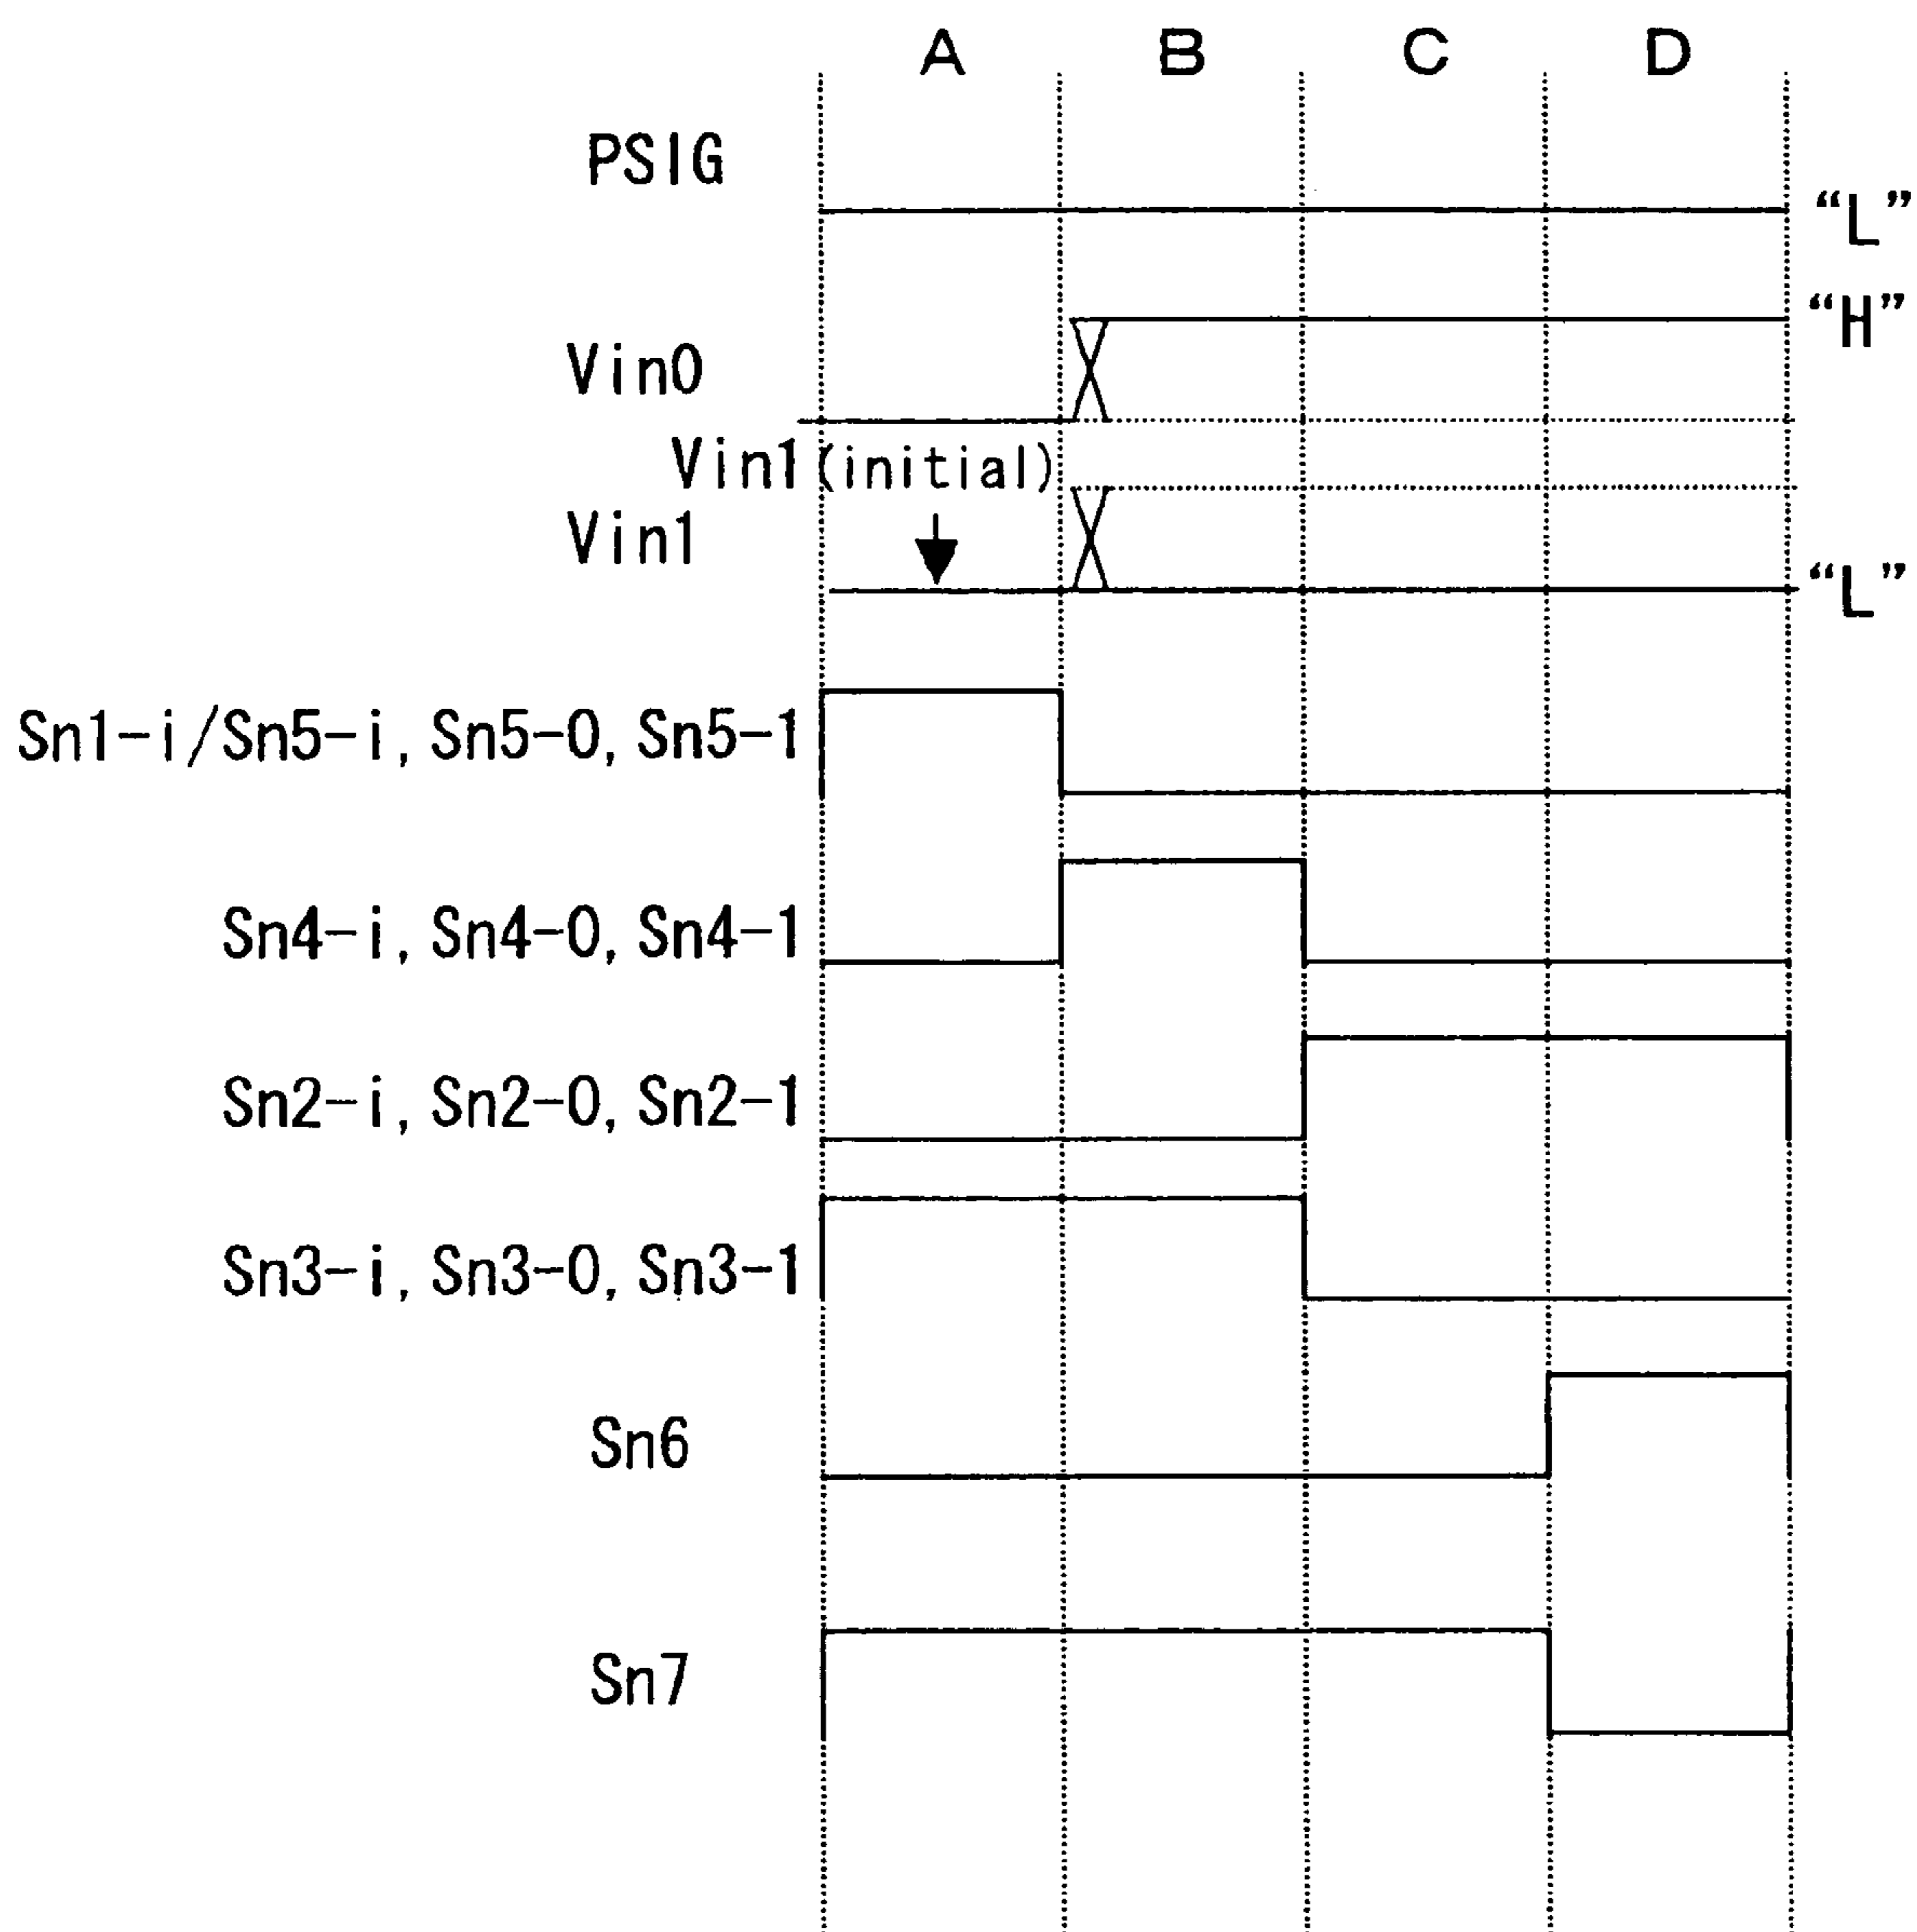 A B C D
PSIG
“L”
“H”
Vin0
Vin1(initial)
Vin1
“L”
Sn1-i/Sn5-i, Sn5-0, Sn5-1
Sn4-i, Sn4-0, Sn4-1
Sn2-i, Sn2-0, Sn2-1
Sn3-i, Sn3-0, Sn3-1
Sn6
Sn7